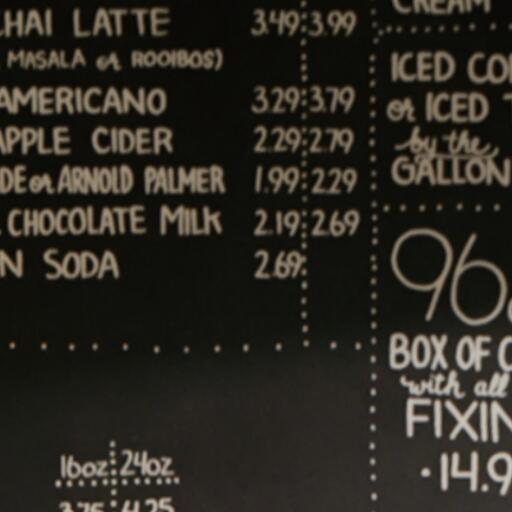 CHAI LATTE 3.49 3.99
MASALA or ROOIBOS)
AMERICANO 3.29 3.79
APPLE CIDER 2.29 2.79
DE or ARNOLD PALMER 1.99 2.29
CHOCOLATE MILK 2.19 2.69
N SODA 2.69
16oz 24oz
3.75 4.25
CREAM
ICED CO
or ICED T
by the
GALLON
96
BOX OF C
with all
FIXIN
14.9